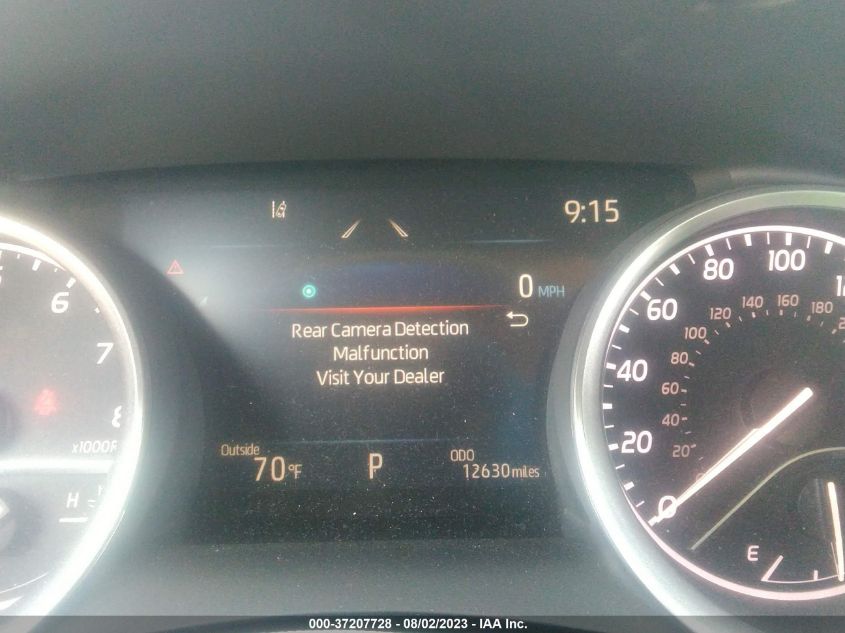 9:15
0 MPH
Rear Camera Detection
Malfunction
Visit Your Dealer
Outside
70°F
P
ODO
12630 miles
6
7
8
x1000R
H
0
20
40
60
80
100
20
40
60
80
100
120
140
160
180
E
000-37207728 - 08/02/2023 - IAA Inc.